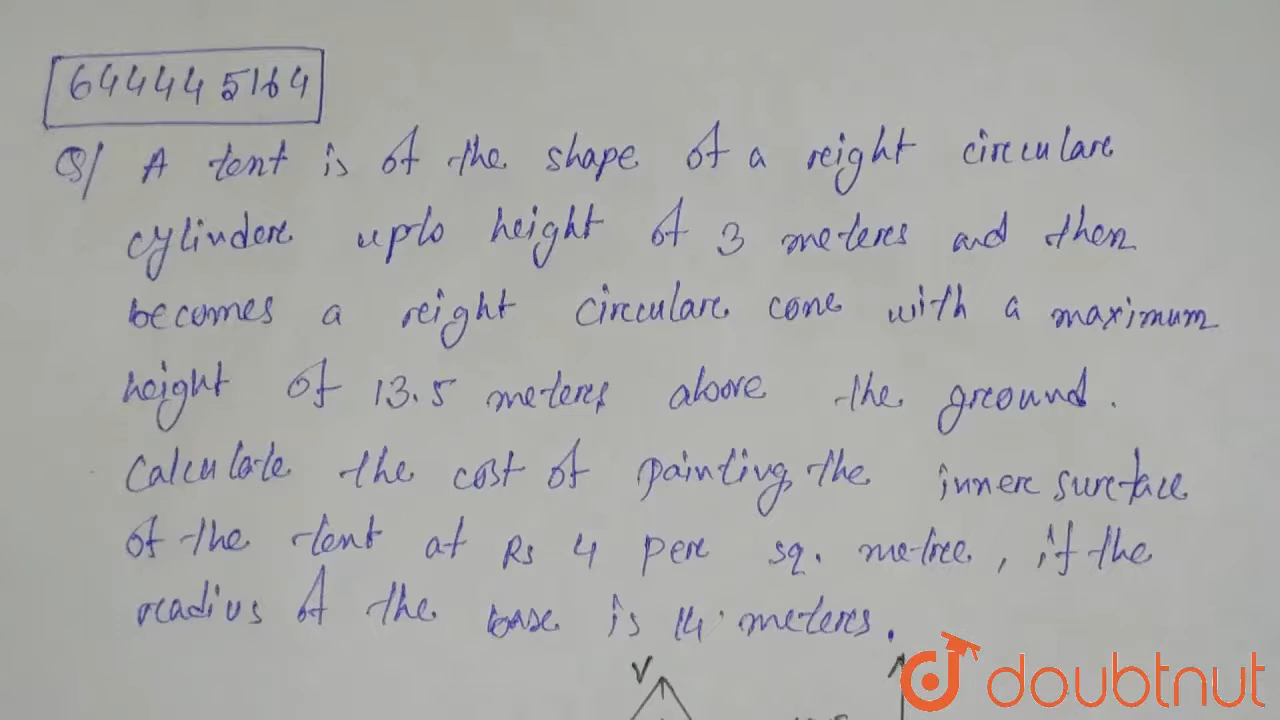 644445164
Q/ A tent is of the shape of a reight circulare
cylindere upto height of 3 meteres and then
becomes a reight circulare cone with a maximum
height of 13.5 meteres above the ground.
Calculate the cost of painting the inner surface
of the tent at Rs 4 per sq. metre, if the
radius of the base is 14 meteres.
V
doubtnut